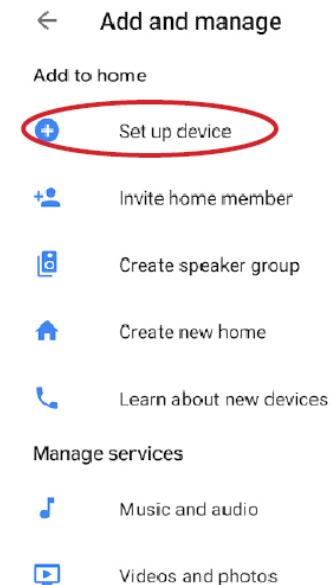 Add and manage
Add to home
Set up device
Invite home member
Create speaker group
Create new home
Learn about new devices
Manage services
Music and audio
Videos and photos